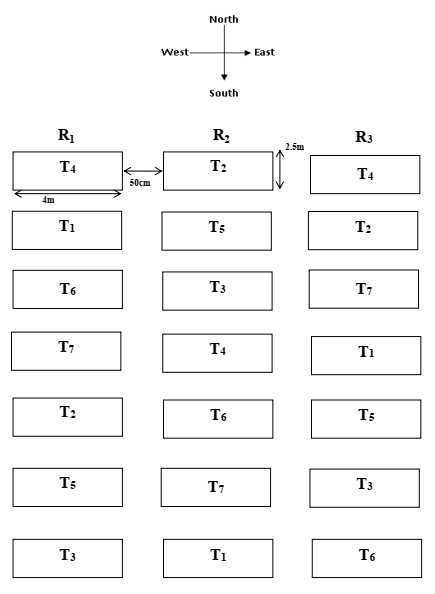 North
West East
South
R₁ R₂ R₃
T₄ T₂ 2.5m T₄
50cm
4m
T₁ T₅ T₂
T₆ T₃ T₇
T₇ T₄ T₁
T₂ T₆ T₅
T₅ T₇ T₃
T₃ T₁ T₆